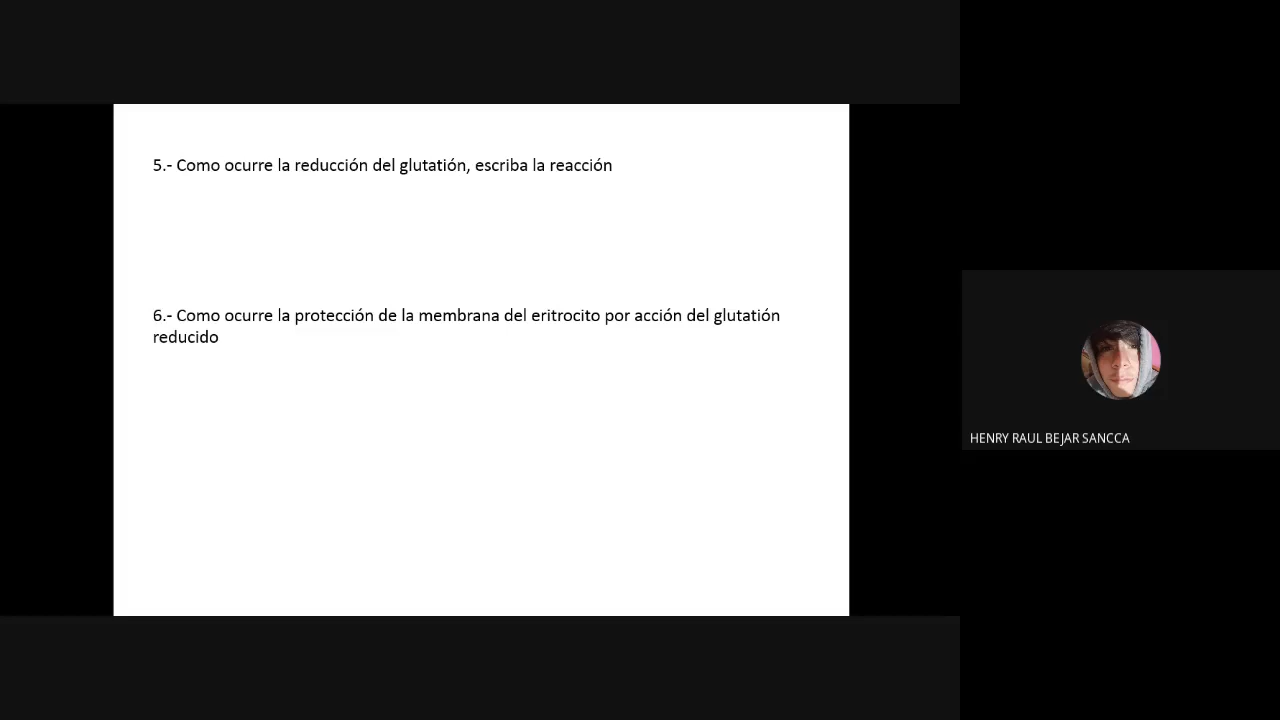 5.- Como ocurre la reducción del glutatión, escriba la reacción
6.- Como ocurre la protección de la membrana del eritrocito por acción del glutatión
reducido
HENRY RAUL BEJAR SANCCA